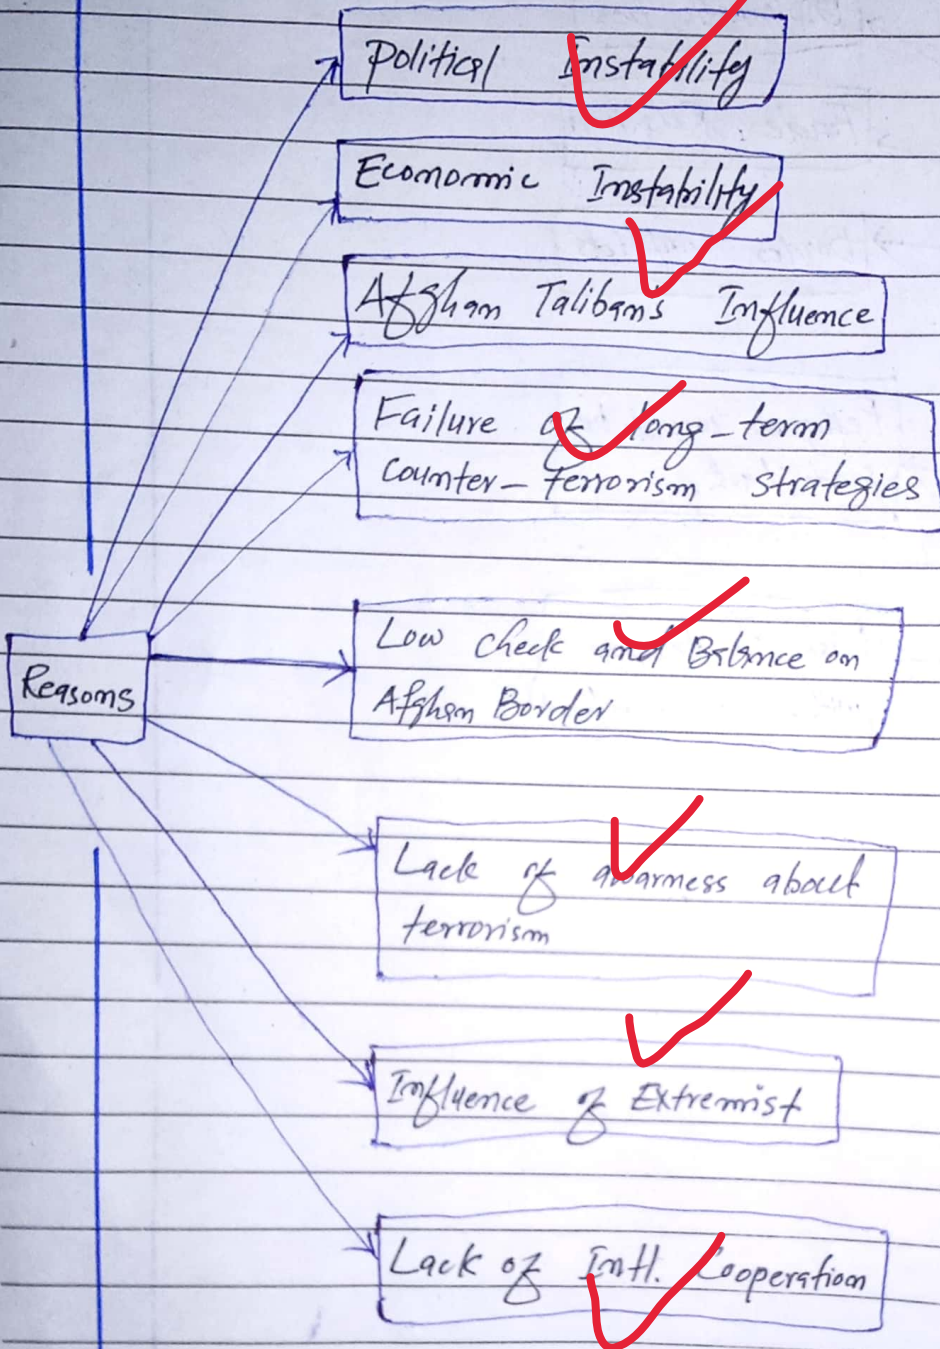 Political Instability
Economic Instability
Afghan Talibans Influence
Failure of long-term
counter-terrorism strategies
Low check and Balance on
Afghan Border
Reasons
Lack of awarness about
terrorism
Influence of Extremist
Lack of Intl. Cooperation